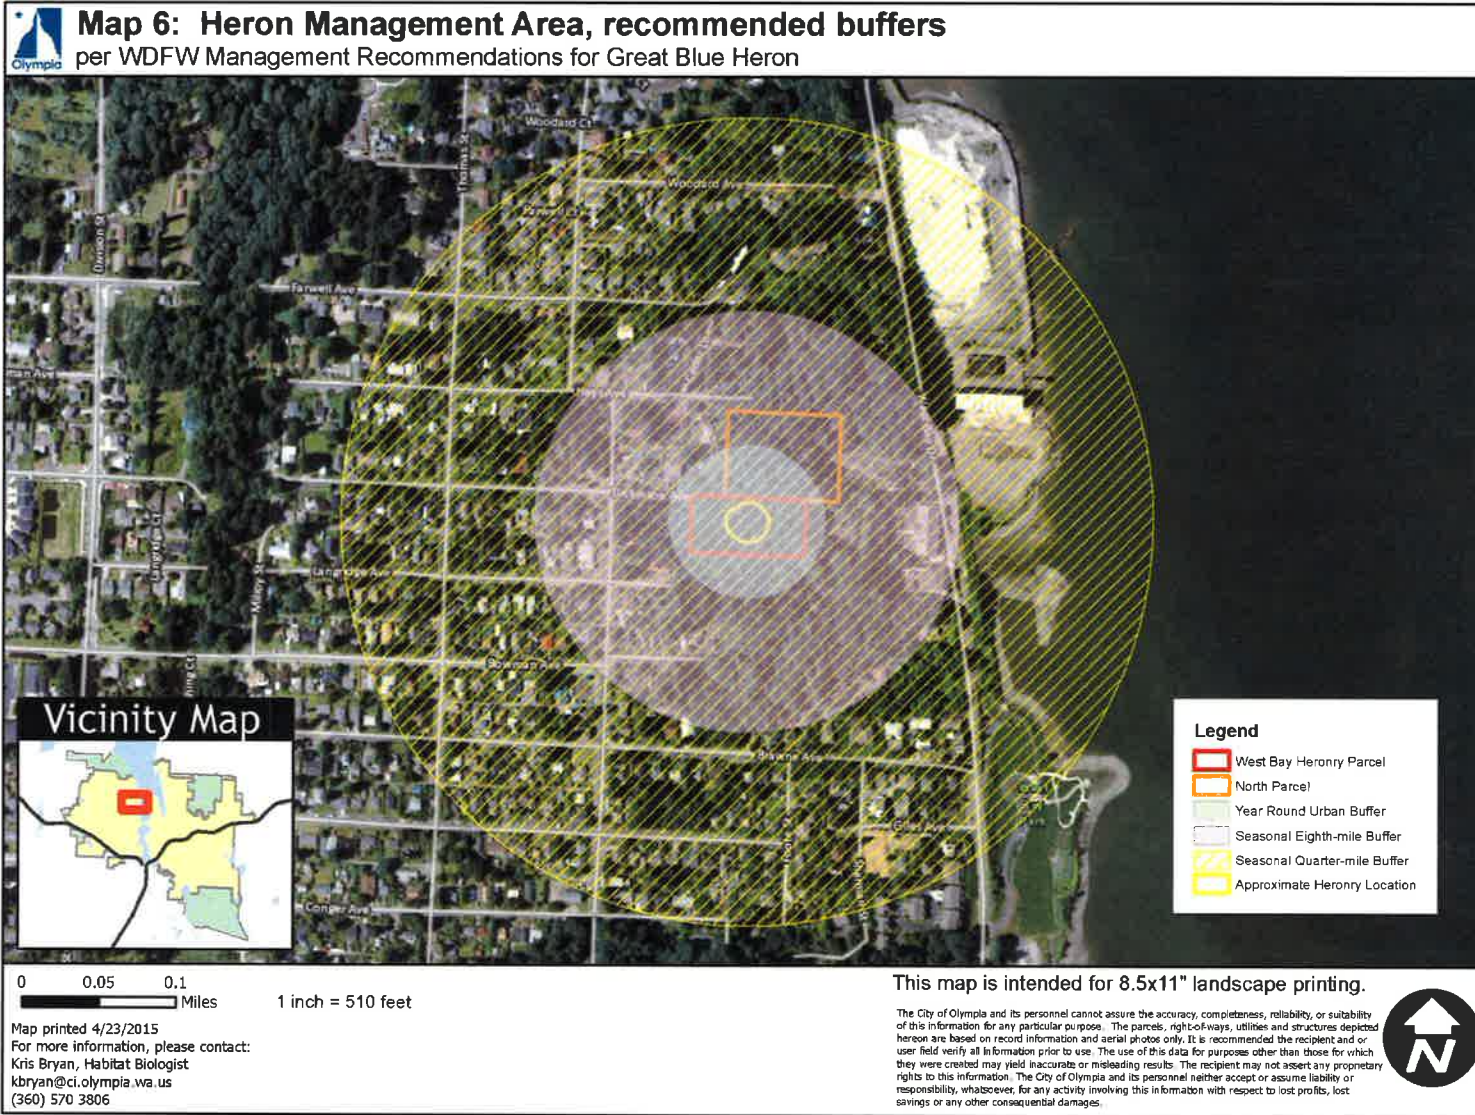 Map 6: Heron Management Area, recommended buffers
per WDFW Management Recommendations for Great Blue Heron
Olympia
Woodard Ct
Thomas St
Woodard Ave
Farwell Ct
Division St
Farwell Ave
Langridge Ct
Milroy St
Langridge Ave
Bowman Ave
Brawne Ave
Conger Ave
Vicinity Map
Legend
West Bay Heronry Parcel
North Parcel
Year Round Urban Buffer
Seasonal Eighth-mile Buffer
Seasonal Quarter-mile Buffer
Approximate Heronry Location
0 0.05 0.1
Miles
1 inch = 510 feet
Map printed 4/23/2015
For more information, please contact:
Kris Bryan, Habitat Biologist
kbryan@ci.olympia.wa.us
(360) 570 3806
This map is intended for 8.5x11" landscape printing.
The City of Olympia and its personnel cannot assure the accuracy, completeness, reliability, or suitability
of this information for any particular purpose. The parcels, right-of-ways, utilities and structures depicted
hereon are based on record information and aerial photos only. It is recommended the recipient and or
user field verify all information prior to use. The use of this data for purposes other than those for which
they were created may yield inaccurate or misleading results. The recipient may not assert any proprietary
rights to this information. The City of Olympia and its personnel neither accept or assume liability or
responsibility, whatsoever, for any activity involving this information with respect to lost profits, lost
savings or any other consequential damages.
N